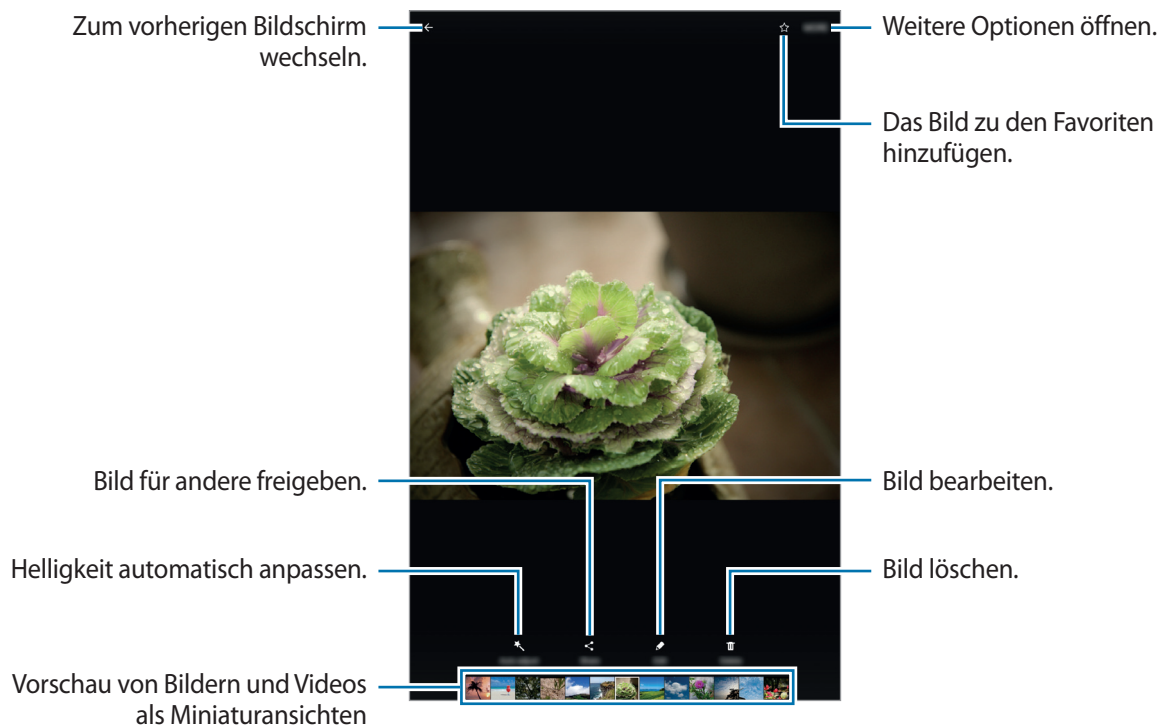 Zum vorherigen Bildschirm
wechseln.
Weitere Optionen öffnen.
Das Bild zu den Favoriten
hinzufügen.
Bild für andere freigeben.
Bild bearbeiten.
Helligkeit automatisch anpassen.
Bild löschen.
Vorschau von Bildern und Videos
als Miniaturansichten